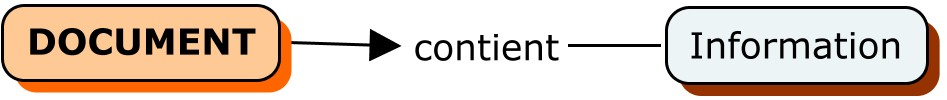 DOCUMENT contient Information